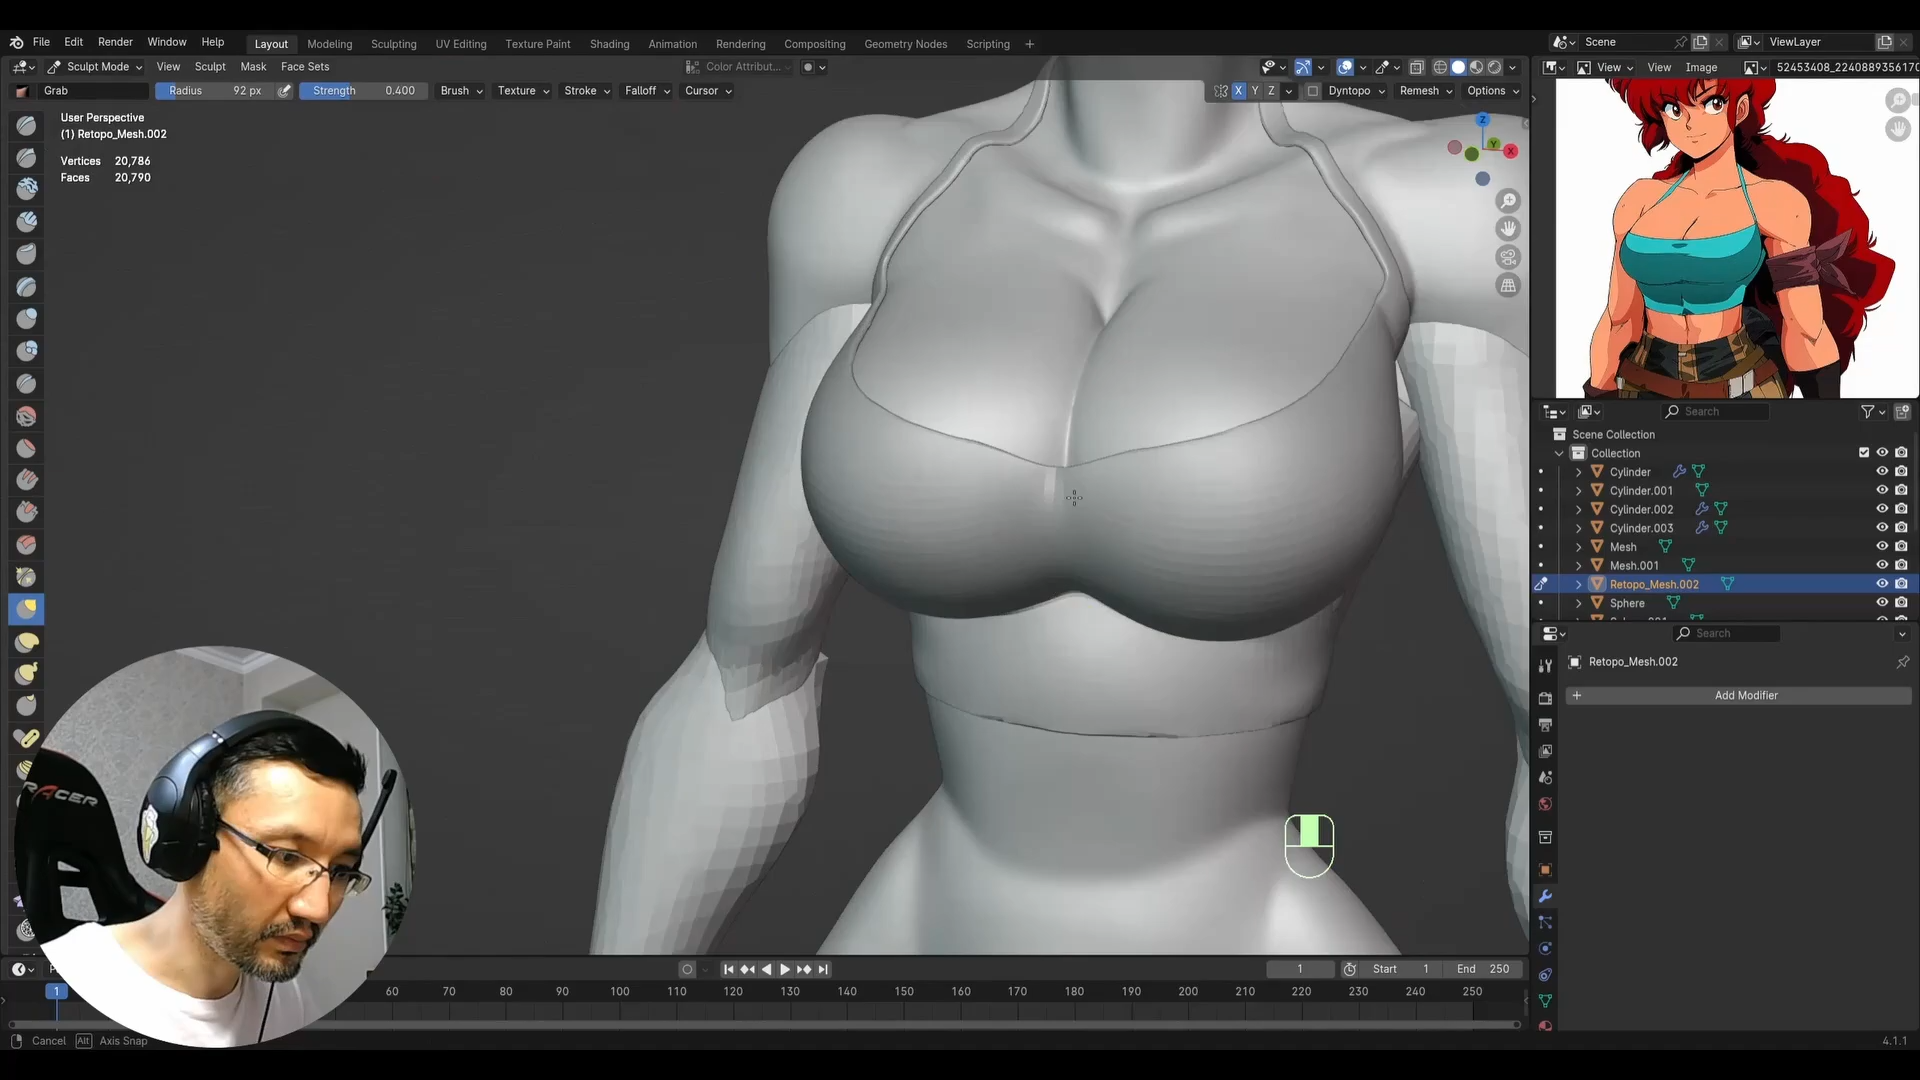 File Edit Render Window Help Layout Modeling Sculpting UV Editing Texture Paint Shading Animation Rendering Compositing Geometry Nodes Scripting + Scene ViewLayer
Sculpt Mode View Sculpt Mask Face Sets Color Attribut... View View Image 52453408_2240889356170
Grab Radius 92 px Strength 0.400 Brush Texture Stroke Falloff Cursor X Y Z Dyntopo Remesh Options
User Perspective
(1) Retopo_Mesh.002
Vertices 20,786
Faces 20,790
Z
Y
X
Search
Scene Collection
Collection
Cylinder
Cylinder.001
Cylinder.002
Cylinder.003
Mesh
Mesh.001
Retopo_Mesh.002
Sphere
Search
Retopo_Mesh.002
+ Add Modifier
RACER
1 Start 1 End 250
1 60 70 80 90 100 110 120 130 140 150 160 170 180 190 200 210 220 230 240 250
Cancel Alt Axis Snap 4.1.1